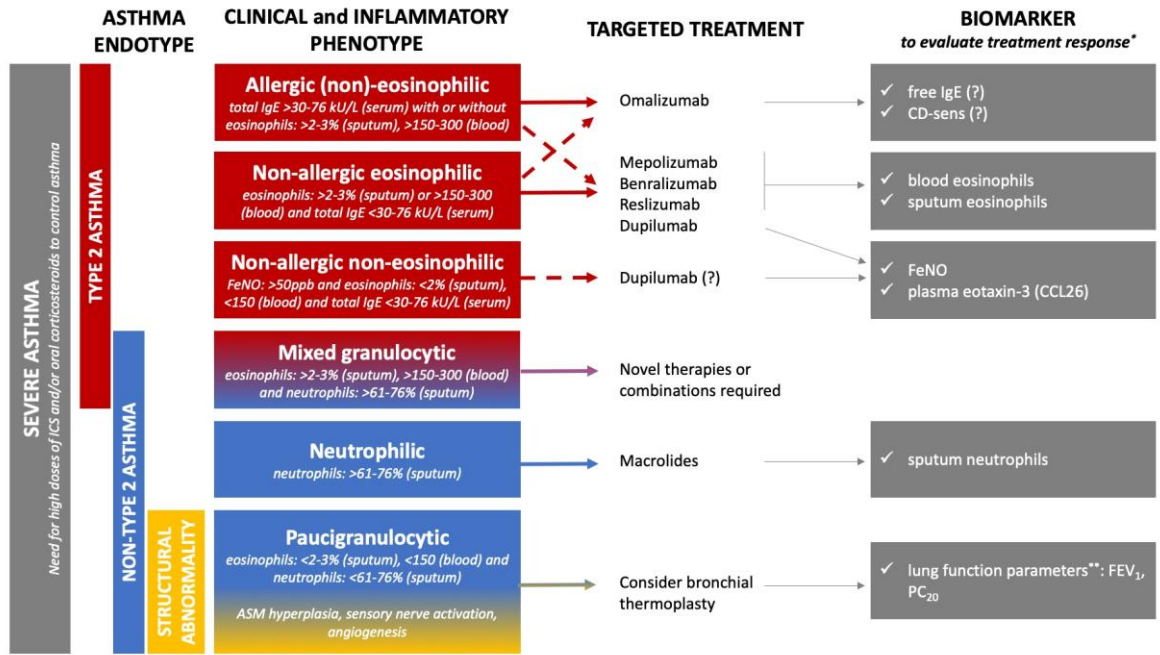 ASTHMA
ENDOTYPE
CLINICAL and INFLAMMATORY
PHENOTYPE
TARGETED TREATMENT
BIOMARKER
to evaluate treatment response*
SEVERE ASTHMA
Need for high doses of ICS and/or oral corticosteroids to control asthma
TYPE 2 ASTHMA
NON-TYPE 2 ASTHMA
STRUCTURAL
ABNORMALITY
Allergic (non)-eosinophilic
total IgE >30-76 kU/L (serum) with or without
eosinophils: >2-3% (sputum), >150-300 (blood)
Omalizumab
✓ free IgE (?)
✓ CD-sens (?)
Non-allergic eosinophilic
eosinophils: >2-3% (sputum) or >150-300
(blood) and total IgE <30-76 kU/L (serum)
Mepolizumab
Benralizumab
Reslizumab
Dupilumab
✓ blood eosinophils
✓ sputum eosinophils
Non-allergic non-eosinophilic
FeNO: >50ppb and eosinophils: <2% (sputum),
<150 (blood) and total IgE <30-76 kU/L (serum)
Dupilumab (?)
✓ FeNO
✓ plasma eotaxin-3 (CCL26)
Mixed granulocytic
eosinophils: >2-3% (sputum), >150-300 (blood)
and neutrophils: >61-76% (sputum)
Novel therapies or
combinations required
Neutrophilic
neutrophils: >61-76% (sputum)
Macrolides
✓ sputum neutrophils
Paucigranulocytic
eosinophils: <2-3% (sputum), <150 (blood) and
neutrophils: <61-76% (sputum)
ASM hyperplasia, sensory nerve activation,
angiogenesis
Consider bronchial
thermoplasty
✓ lung function parameters**: FEV₁,
PC₂₀